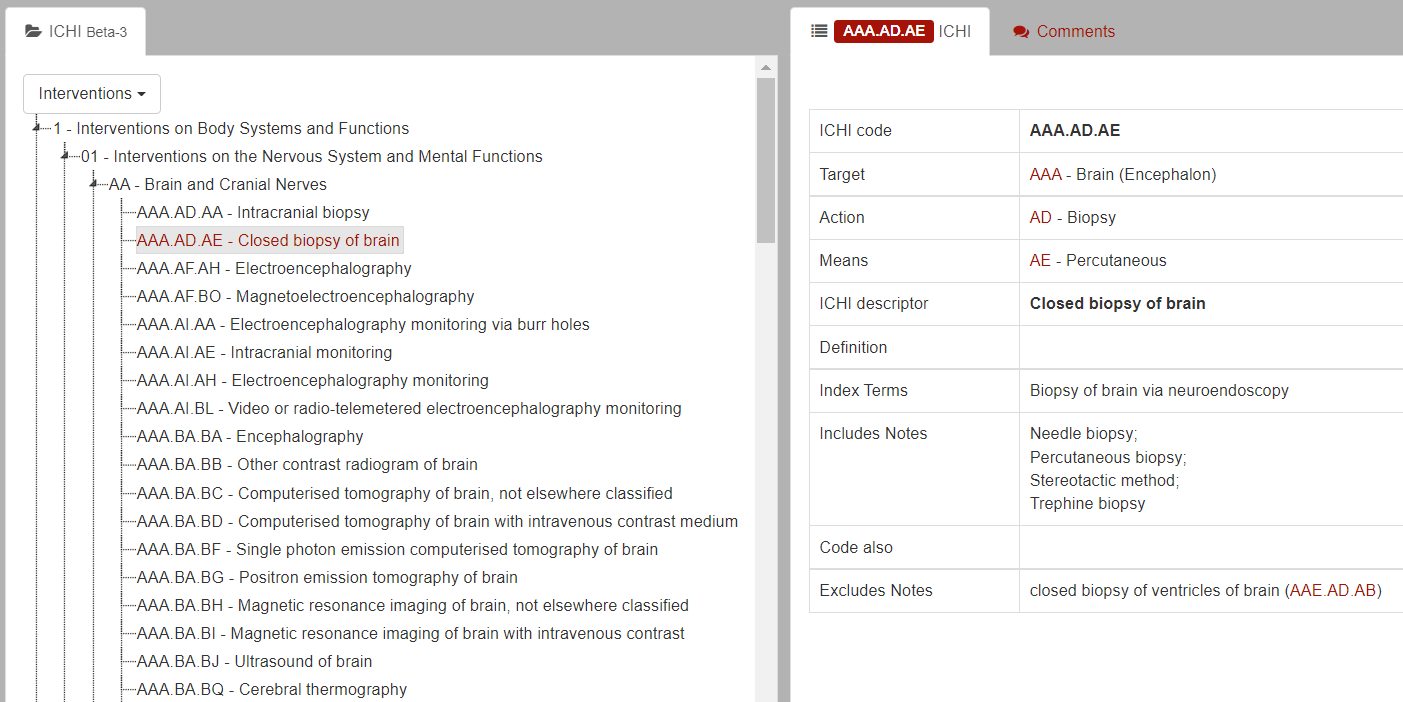 ICHI Beta-3
Interventions
1 - Interventions on Body Systems and Functions
01 - Interventions on the Nervous System and Mental Functions
AA - Brain and Cranial Nerves
AAA.AD.AA - Intracranial biopsy
AAA.AD.AE - Closed biopsy of brain
AAA.AF.AH - Electroencephalography
AAA.AF.BO - Magnetoelectroencephalography
AAA.AI.AA - Electroencephalography monitoring via burr holes
AAA.AI.AE - Intracranial monitoring
AAA.AI.AH - Electroencephalography monitoring
AAA.AI.BL - Video or radio-telemetered electroencephalography monitoring
AAA.BA.BA - Encephalography
AAA.BA.BB - Other contrast radiogram of brain
AAA.BA.BC - Computerised tomography of brain, not elsewhere classified
AAA.BA.BD - Computerised tomography of brain with intravenous contrast medium
AAA.BA.BF - Single photon emission computerised tomography of brain
AAA.BA.BG - Positron emission tomography of brain
AAA.BA.BH - Magnetic resonance imaging of brain, not elsewhere classified
AAA.BA.BI - Magnetic resonance imaging of brain with intravenous contrast
AAA.BA.BJ - Ultrasound of brain
AAA.BA.BQ - Cerebral thermography
AAA.AD.AE ICHI
Comments
ICHI code AAA.AD.AE
Target AAA - Brain (Encephalon)
Action AD - Biopsy
Means AE - Percutaneous
ICHI descriptor Closed biopsy of brain
Definition
Index Terms Biopsy of brain via neuroendoscopy
Includes Notes Needle biopsy;
Percutaneous biopsy;
Stereotactic method;
Trephine biopsy
Code also
Excludes Notes closed biopsy of ventricles of brain (AAE.AD.AB)